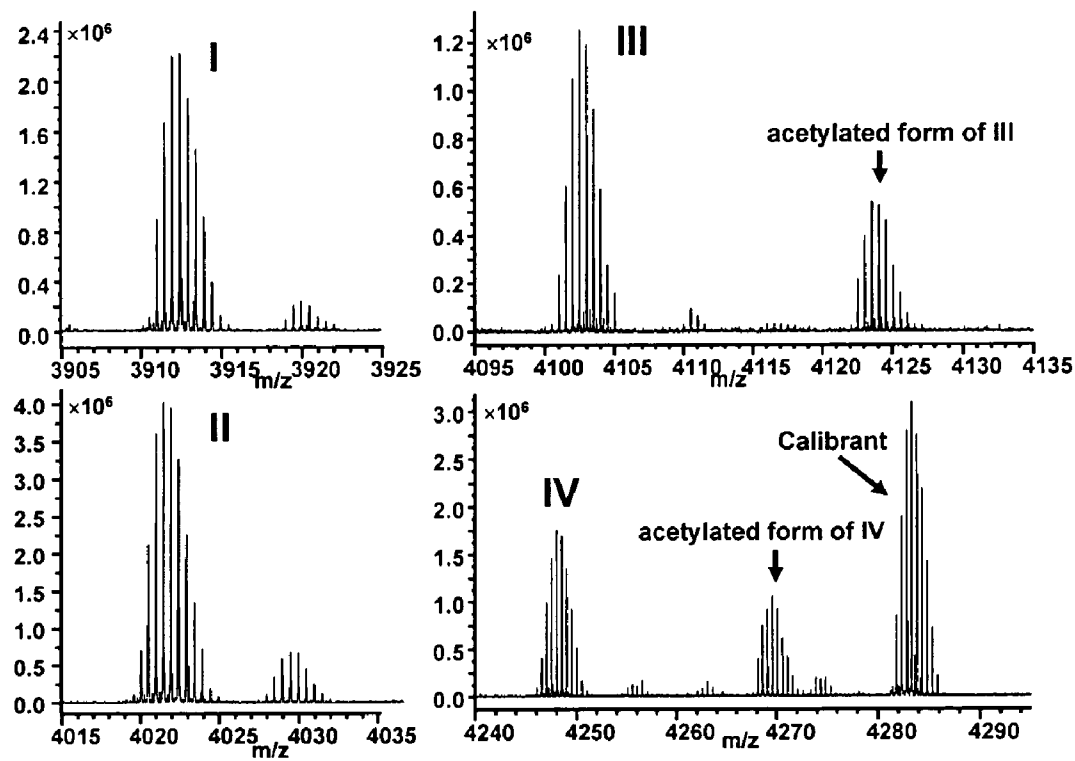 ×10⁶
I
2.4
2.0
1.6
1.2
0.8
0.4
0.0
3905 3910 3915 3920 3925
m/z
×10⁶
III
acetylated form of III
1.2
1.0
0.8
0.6
0.4
0.2
0.0
4095 4100 4105 4110 4115 4120 4125 4130 4135
m/z
×10⁶
II
4.0
3.5
3.0
2.5
2.0
1.5
1.0
0.5
0.0
4015 4020 4025 4030 4035
m/z
×10⁶
Calibrant
IV
acetylated form of IV
3.0
2.5
2.0
1.5
1.0
0.5
0.0
4240 4250 4260 4270 4280 4290
m/z